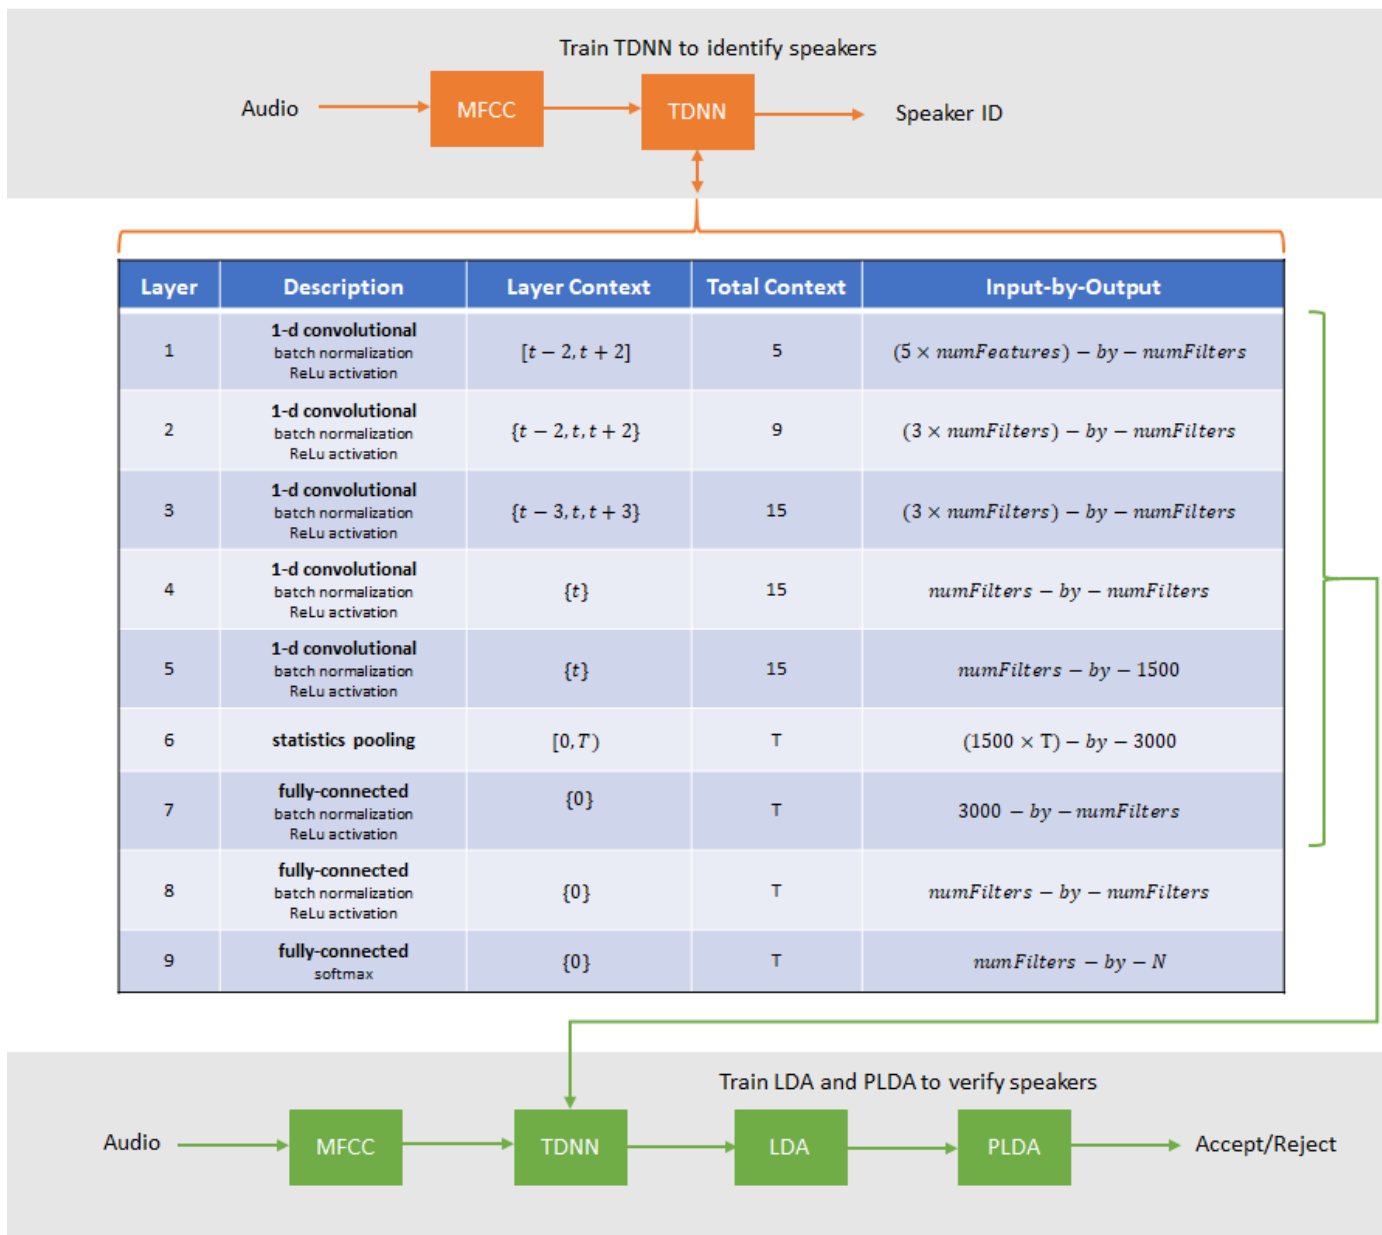 Train TDNN to identify speakers
Audio
MFCC
TDNN
Speaker ID
Layer Description Layer Context Total Context Input-by-Output
1
1-d convolutional
batch normalization
ReLu activation
[t − 2, t + 2]
5
(5 × numFeatures) − by − numFilters
2
1-d convolutional
batch normalization
ReLu activation
{t − 2, t, t + 2}
9
(3 × numFilters) − by − numFilters
3
1-d convolutional
batch normalization
ReLu activation
{t − 3, t, t + 3}
15
(3 × numFilters) − by − numFilters
4
1-d convolutional
batch normalization
ReLu activation
{t}
15
numFilters − by − numFilters
5
1-d convolutional
batch normalization
ReLu activation
{t}
15
numFilters − by − 1500
6
statistics pooling
[0, T)
T
(1500 × T) − by − 3000
7
fully-connected
batch normalization
ReLu activation
{0}
T
3000 − by − numFilters
8
fully-connected
batch normalization
ReLu activation
{0}
T
numFilters − by − numFilters
9
fully-connected
softmax
{0}
T
numFilters − by − N
Train LDA and PLDA to verify speakers
Audio
MFCC
TDNN
LDA
PLDA
Accept/Reject